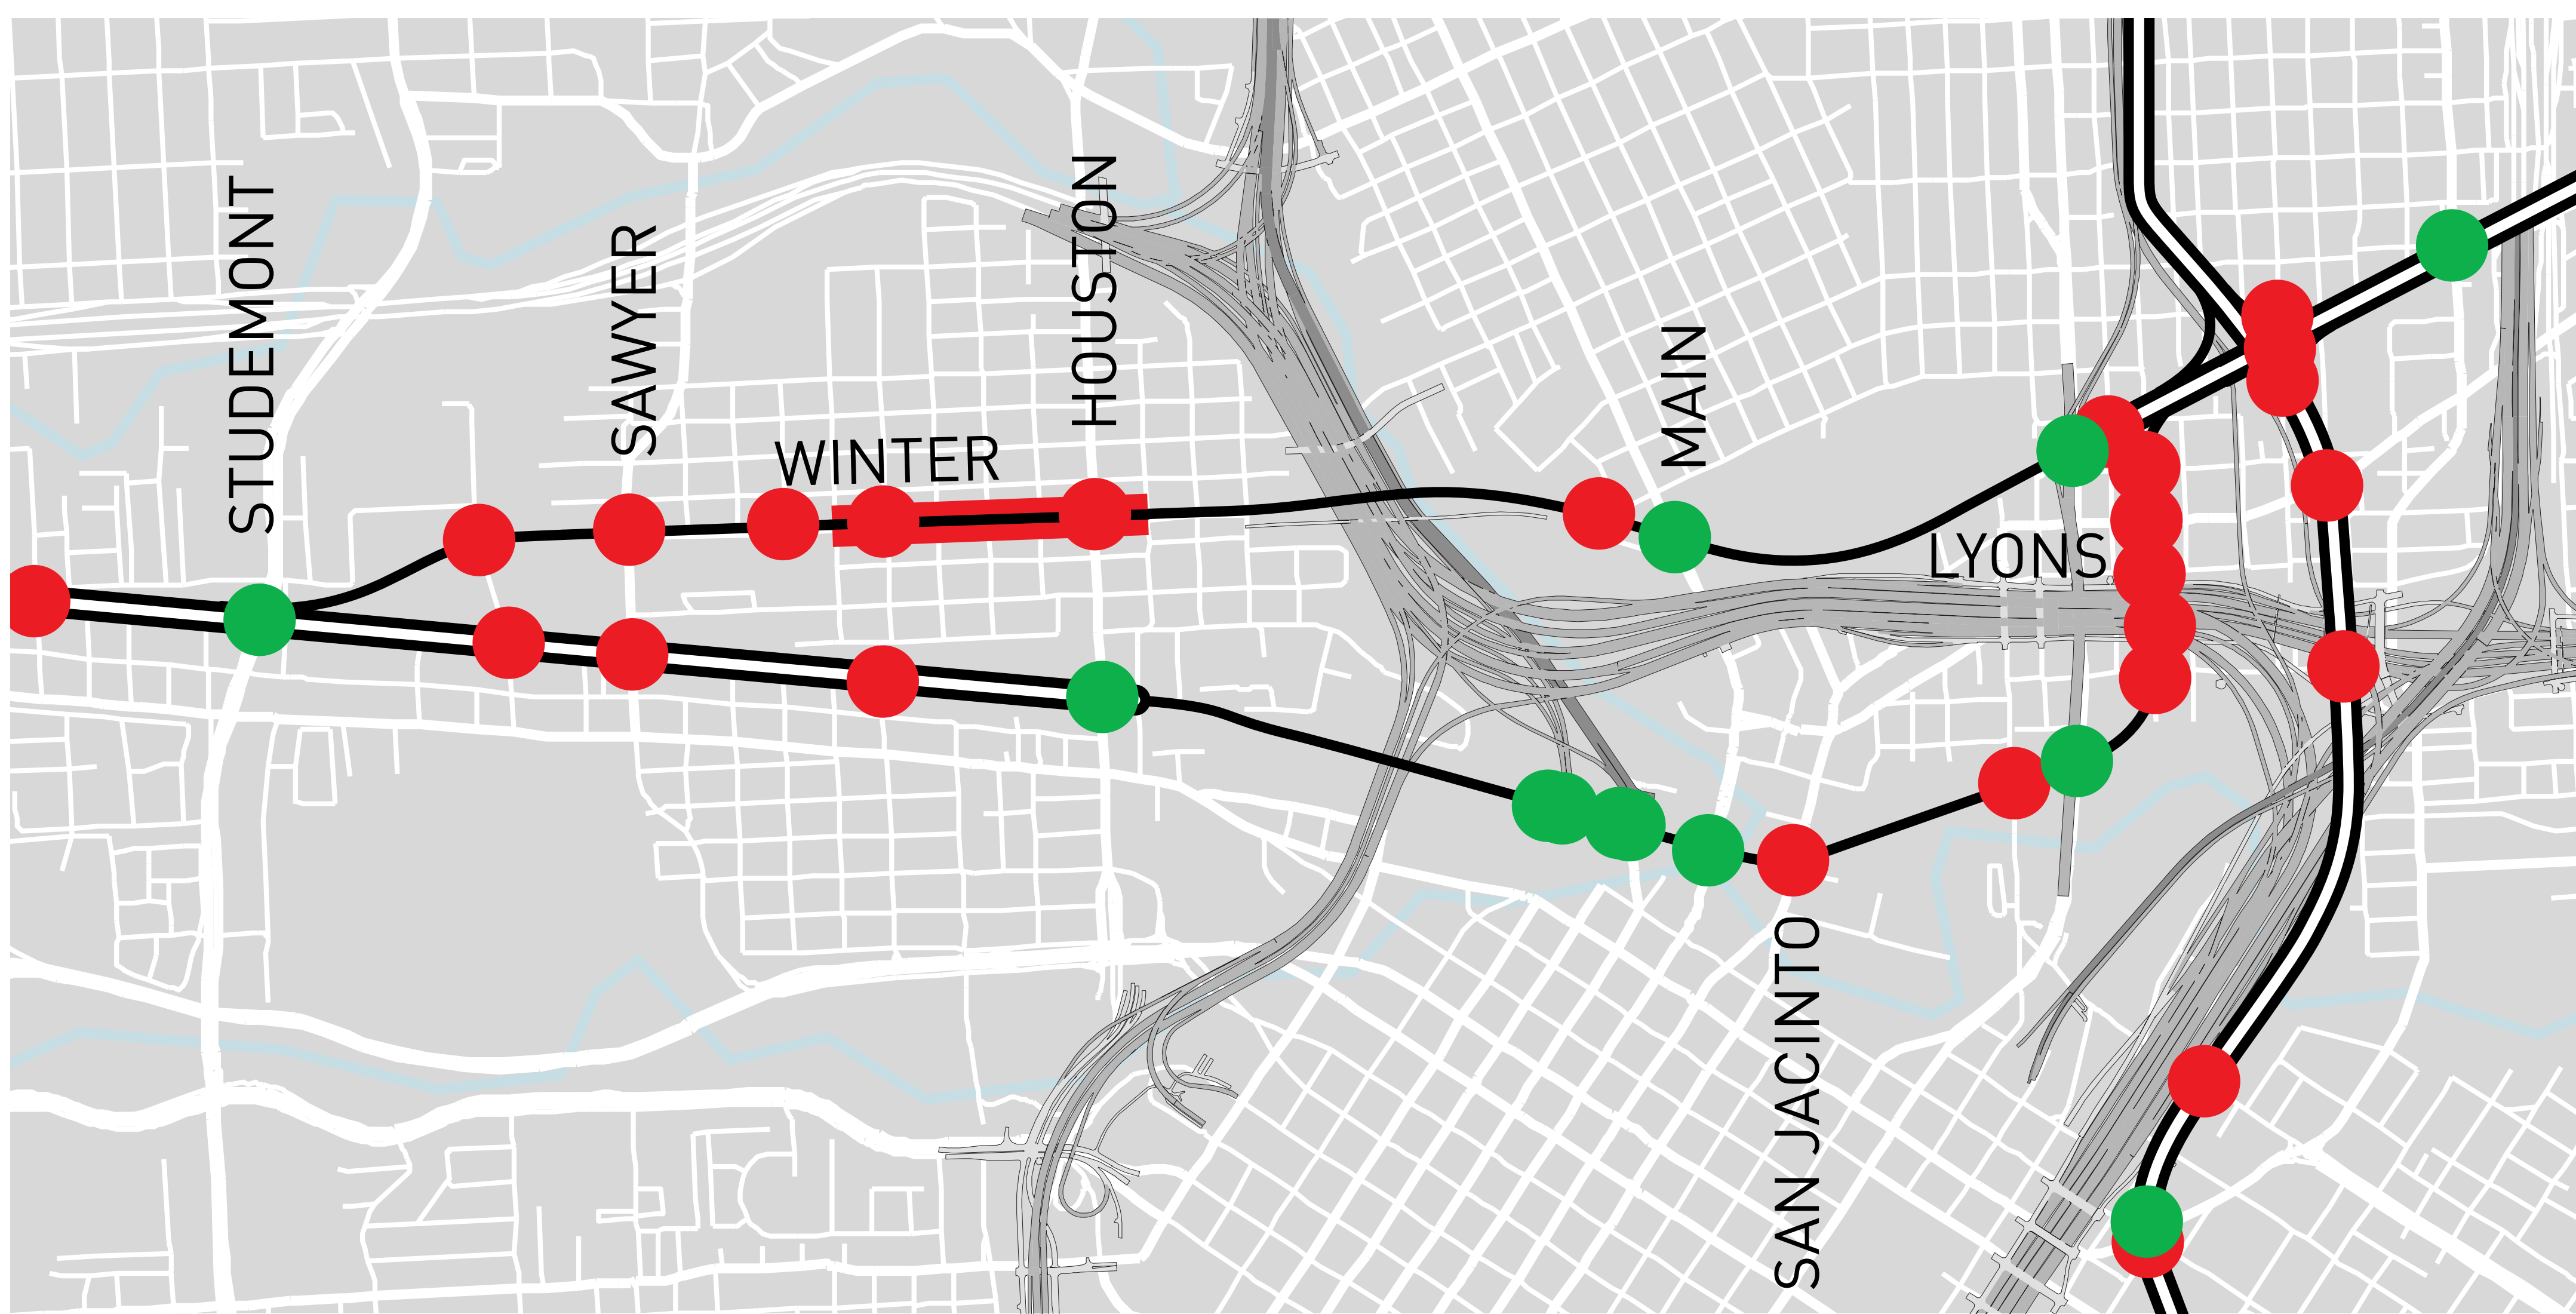 STUDEMONT
SAWYER
WINTER
HOUSTON
MAIN
LYONS
SAN JACINTO